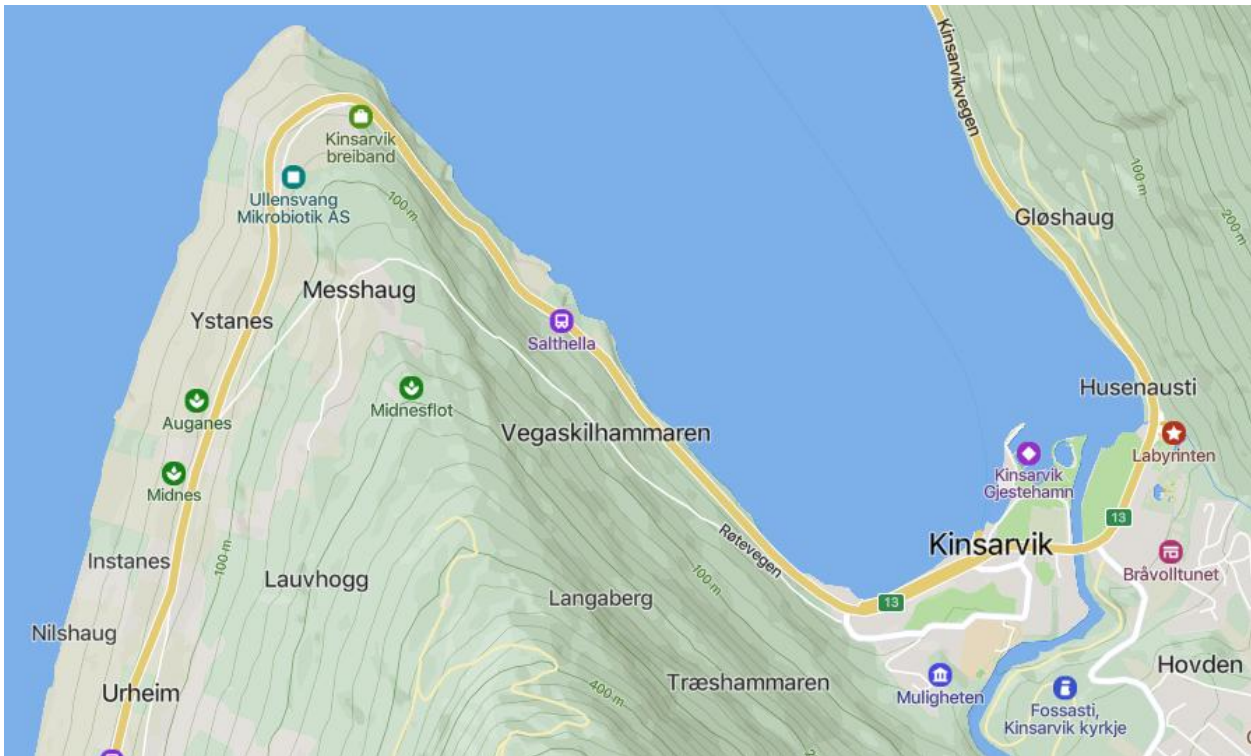 Kinsarvikvegen
Kinsarvik
breiband
100 m
Ullensvang
Mikrobiotik AS
100 m
Gløshaug
200 m
Messhaug
Ystanes
Salthella
Husenausti
Auganes
Midnesflot
Vegaskilhammaren
Labyrinten
Kinsarvik
Gjestehamn
Midnes
13
Kinsarvik
Røtevegen
Instanes
100 m
Lauvhogg
100 m
Bråvolltunet
Langaberg
13
Nilshaug
Urheim
400 m
Træshammaren
Muligheten
Hovden
Fossasti,
Kinsarvik kyrkje